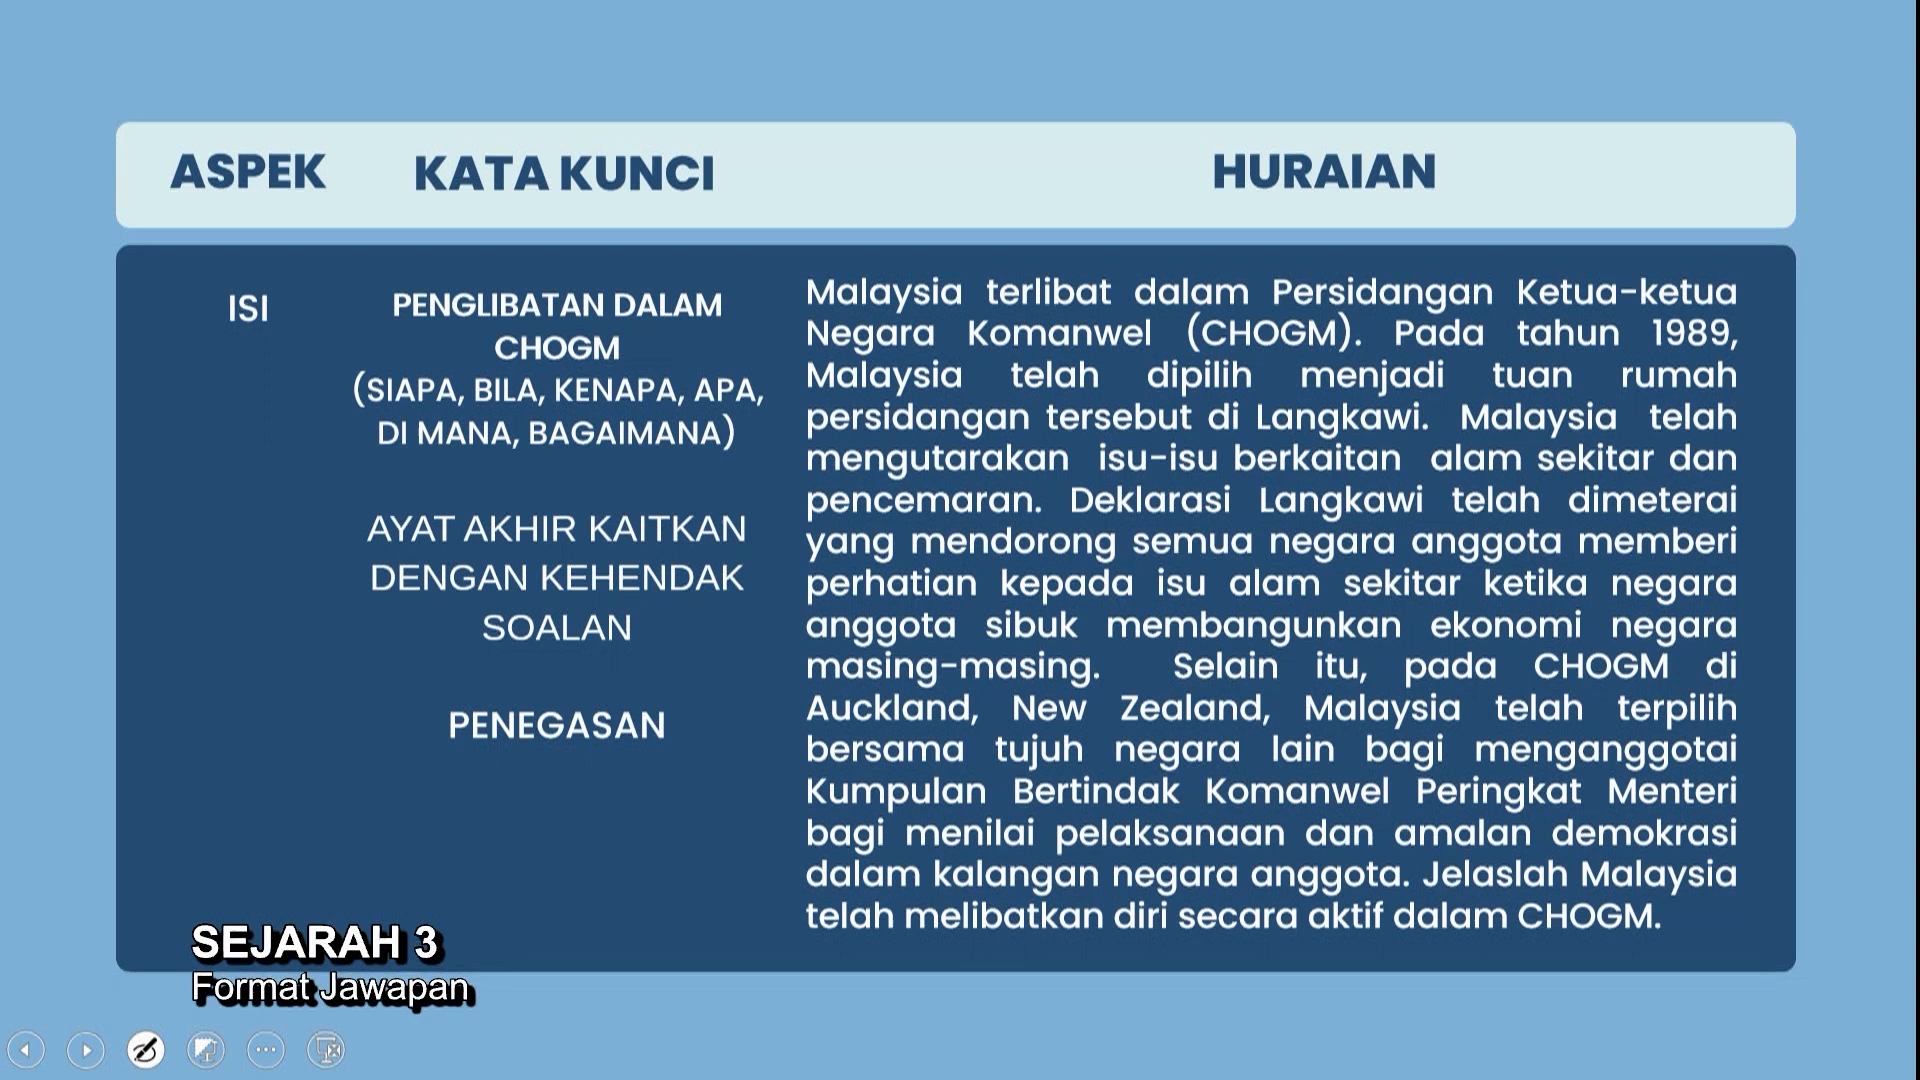 ASPEK
KATA KUNCI
HURAIAN
ISI
PENGLIBATAN DALAM
CHOGM
(SIAPA, BILA, KENAPA, APA,
DI MANA, BAGAIMANA)
AYAT AKHIR KAITKAN
DENGAN KEHENDAK
SOALAN
PENEGASAN
Malaysia terlibat dalam Persidangan Ketua-ketua
Negara Komanwel (CHOGM). Pada tahun 1989,
Malaysia telah dipilih menjadi tuan rumah
persidangan tersebut di Langkawi. Malaysia telah
mengutarakan isu-isu berkaitan alam sekitar dan
pencemaran. Deklarasi Langkawi telah dimeterai
yang mendorong semua negara anggota memberi
perhatian kepada isu alam sekitar ketika negara
anggota sibuk membangunkan ekonomi negara
masing-masing. Selain itu, pada CHOGM di
Auckland, New Zealand, Malaysia telah terpilih
bersama tujuh negara lain bagi menganggotai
Kumpulan Bertindak Komanwel Peringkat Menteri
bagi menilai pelaksanaan dan amalan demokrasi
dalam kalangan negara anggota. Jelaslah Malaysia
telah melibatkan diri secara aktif dalam CHOGM.
SEJARAH 3
Format Jawapan